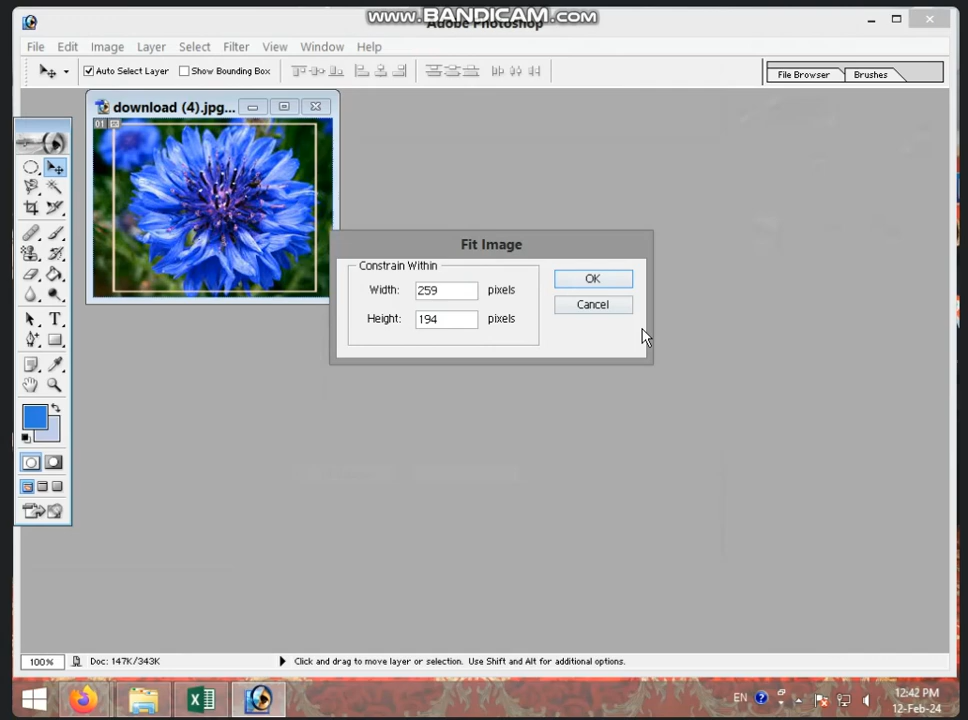 WWW.BANDICAM.COM
Adobe Photoshop
File Edit Image Layer Select Filter View Window Help
Auto Select Layer Show Bounding Box File Browser Brushes
download (4).jpg...
01
Fit Image
Constrain Within
Width: 259 pixels
OK
Cancel
Height: 194 pixels
T
100% Doc: 147K/343K Click and drag to move layer or selection. Use Shift and Alt for additional options.
EN 12:42 PM
12-Feb-24